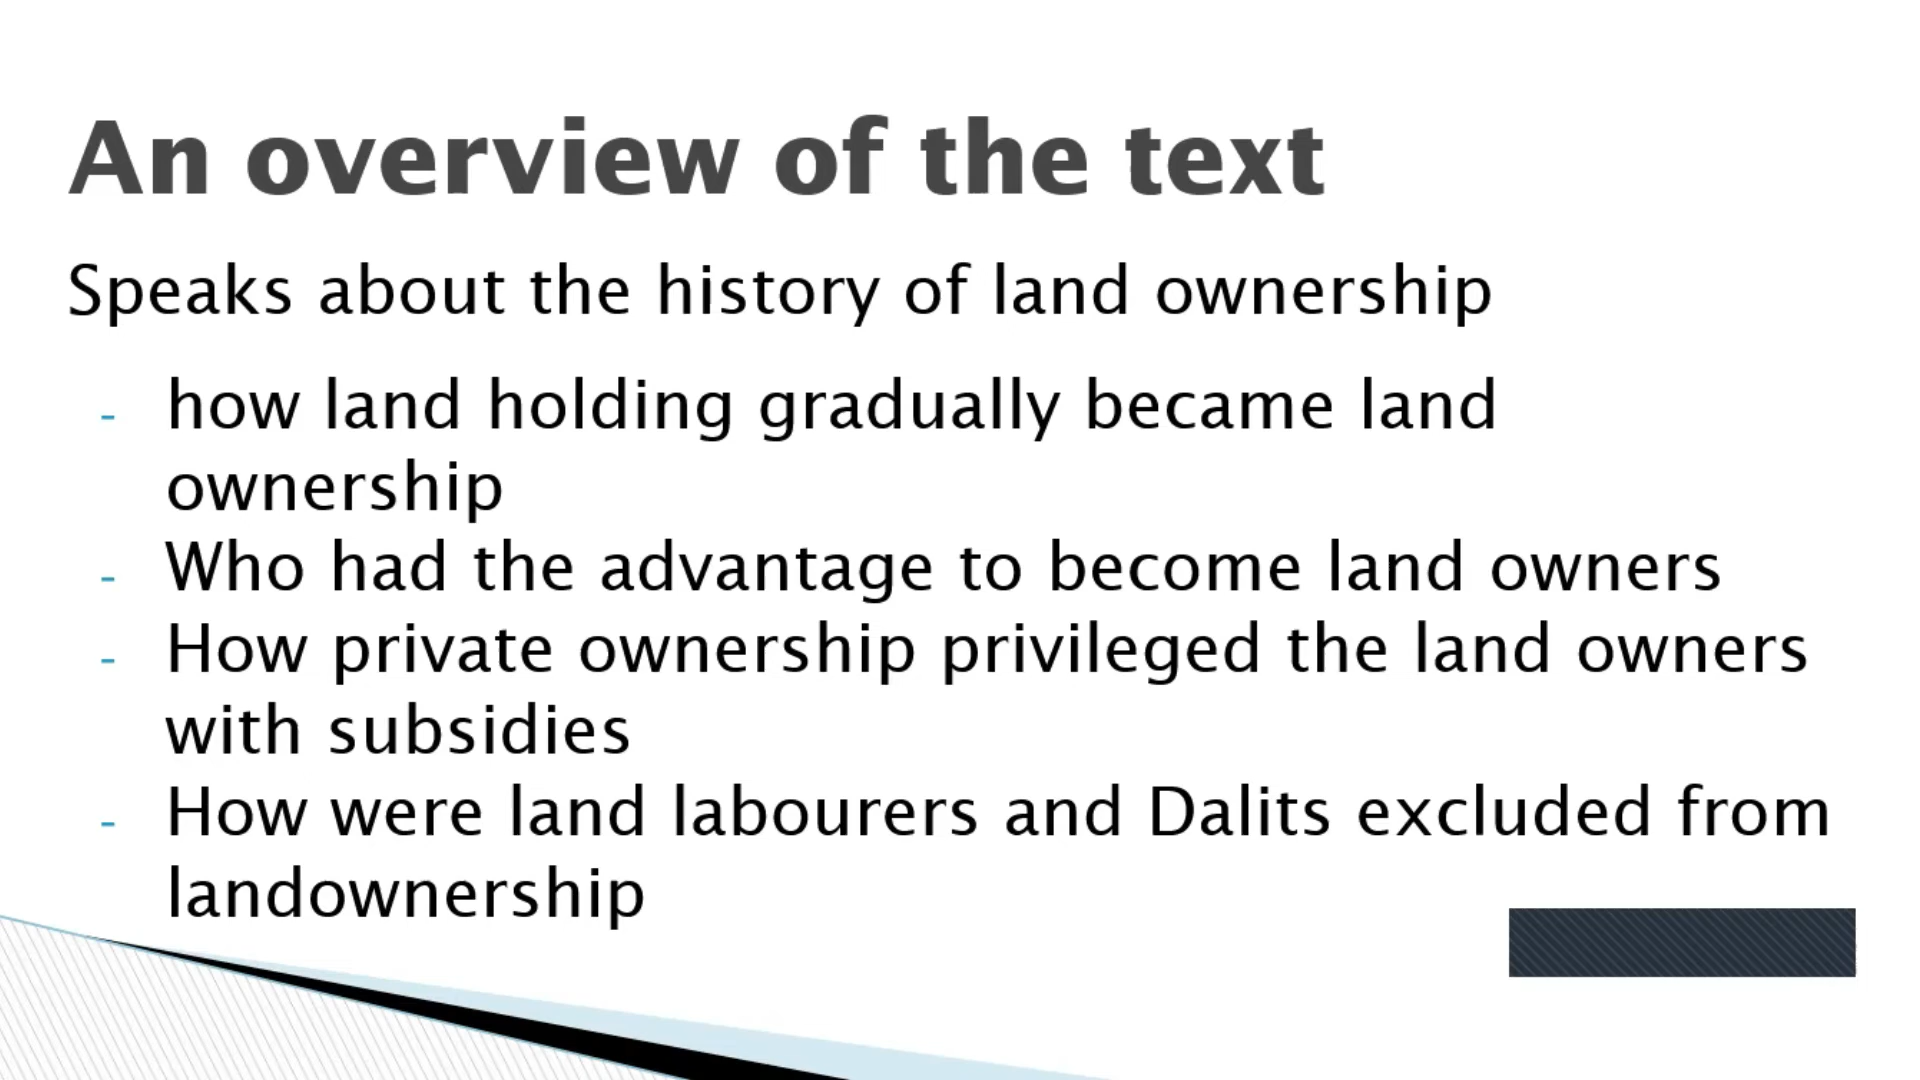 An overview of the text
Speaks about the history of land ownership
- how land holding gradually became land
ownership
- Who had the advantage to become land owners
- How private ownership privileged the land owners
with subsidies
- How were land labourers and Dalits excluded from
landownership